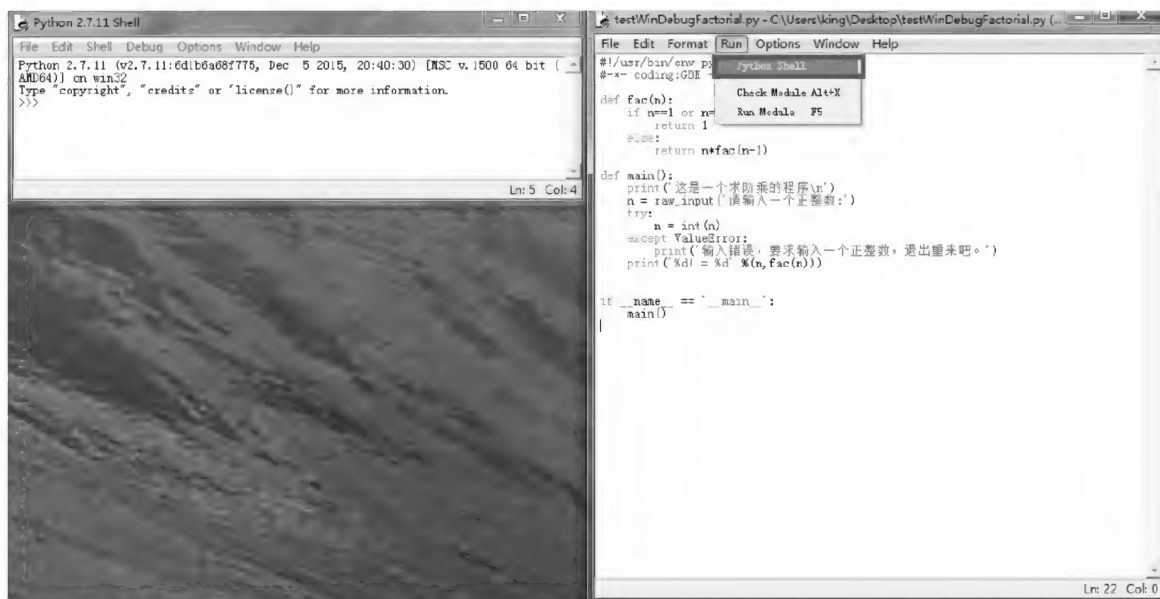 Python 2.7.11 Shell
File Edit Shell Debug Options Window Help
Python 2.7.11 (v2.7.11:6d1b6a68f775, Dec 5 2015, 20:40:30) [MSC v.1500 64 bit (
AMD64)] on win32
Type "copyright", "credits" or "license()" for more information.
>>>
Ln: 5 Col: 4
testWinDebugFactorial.py - C:\Users\king\Desktop\testWinDebugFactorial.py (...
File Edit Format Run Options Window Help
Python Shell
Check Module Alt+X
Run Module F5
#!/usr/bin/env py
#-*- coding:GBK -
def fac(n):
if n==1 or n=
return 1
else:
return n*fac(n-1)
def main():
print('这是一个求阶乘的程序\n')
n = raw_input('请输入一个正整数:')
try:
n = int(n)
except ValueError:
print('输入错误，要求输入一个正整数，退出重来吧。')
print('%d! = %d' %(n,fac(n)))
if __name__ == '__main__':
main()
Ln: 22 Col: 0